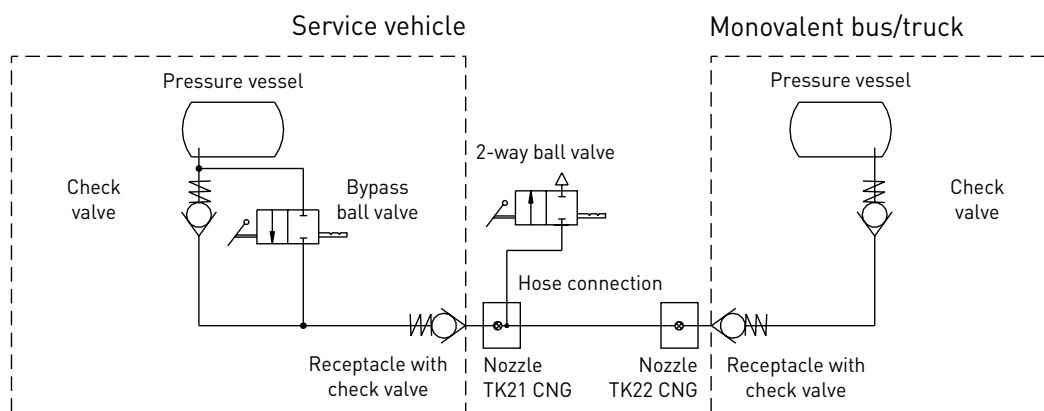 Service vehicle
Monovalent bus/truck
Pressure vessel
Pressure vessel
2-way ball valve
Check
valve
Bypass
ball valve
Check
valve
Hose connection
Receptacle with
check valve
Nozzle
TK21 CNG
Nozzle
TK22 CNG
Receptacle with
check valve